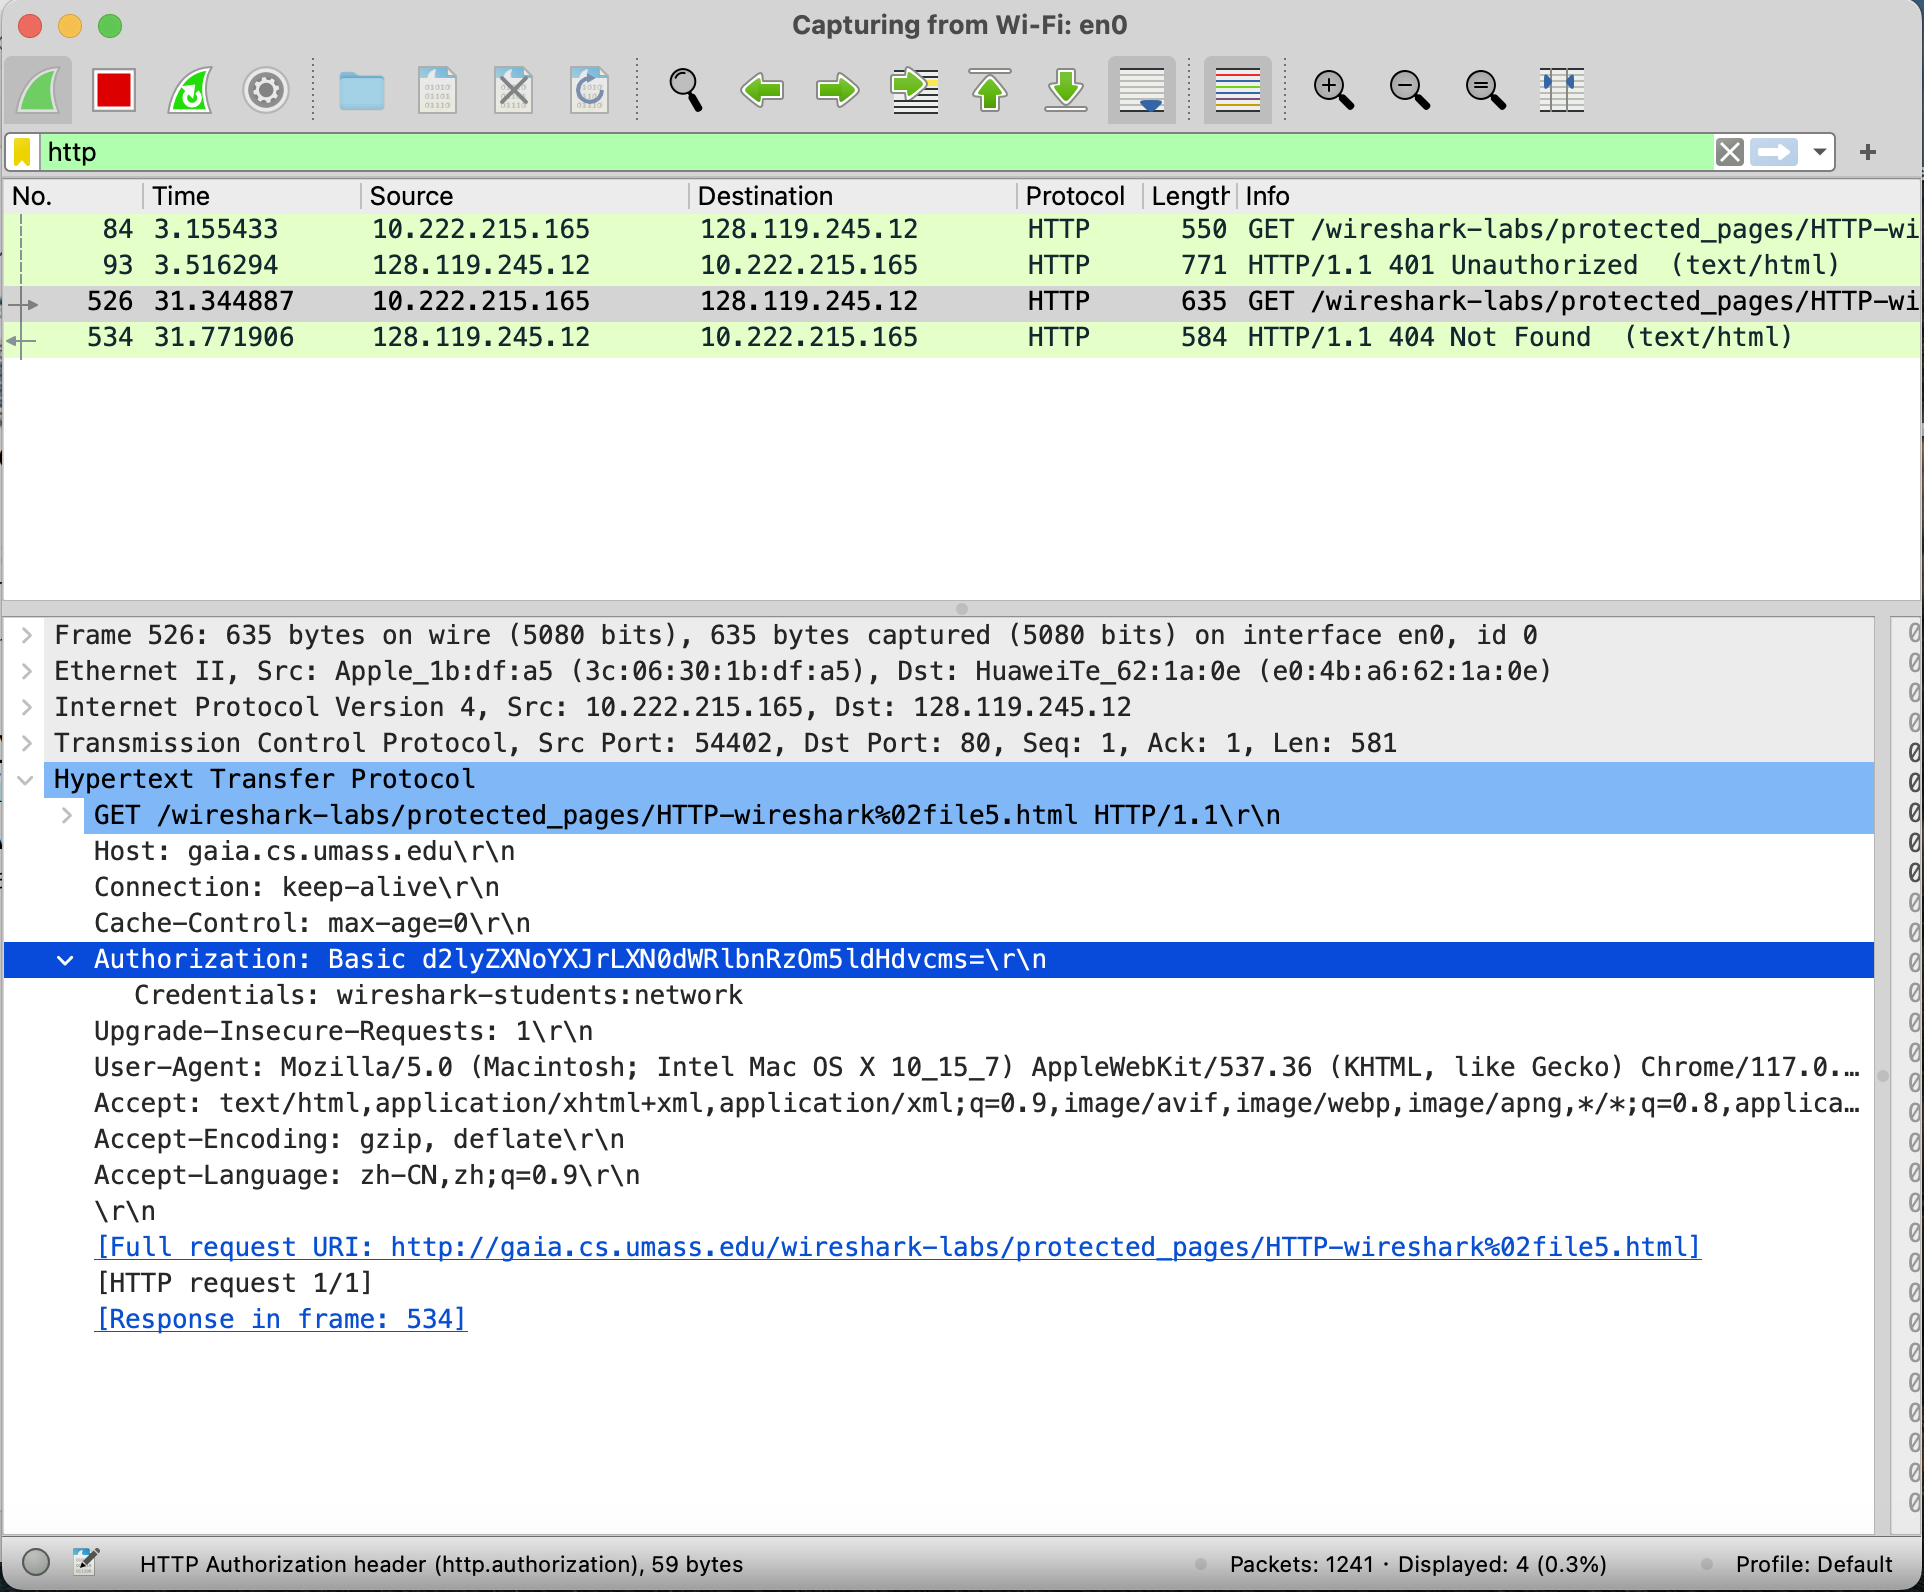 Capturing from Wi-Fi: en0
http
No. Time Source Destination Protocol Length Info
84 3.155433 10.222.215.165 128.119.245.12 HTTP 550 GET /wireshark-labs/protected_pages/HTTP-wi
93 3.516294 128.119.245.12 10.222.215.165 HTTP 771 HTTP/1.1 401 Unauthorized (text/html)
526 31.344887 10.222.215.165 128.119.245.12 HTTP 635 GET /wireshark-labs/protected_pages/HTTP-wi
534 31.771906 128.119.245.12 10.222.215.165 HTTP 584 HTTP/1.1 404 Not Found (text/html)
Frame 526: 635 bytes on wire (5080 bits), 635 bytes captured (5080 bits) on interface en0, id 0
Ethernet II, Src: Apple_1b:df:a5 (3c:06:30:1b:df:a5), Dst: HuaweiTe_62:1a:0e (e0:4b:a6:62:1a:0e)
Internet Protocol Version 4, Src: 10.222.215.165, Dst: 128.119.245.12
Transmission Control Protocol, Src Port: 54402, Dst Port: 80, Seq: 1, Ack: 1, Len: 581
Hypertext Transfer Protocol
GET /wireshark-labs/protected_pages/HTTP-wireshark%02file5.html HTTP/1.1\r\n
Host: gaia.cs.umass.edu\r\n
Connection: keep-alive\r\n
Cache-Control: max-age=0\r\n
Authorization: Basic d2lyZXNoYXJrLXN0dWRlbnRzOm5ldHdvcms=\r\n
Credentials: wireshark-students:network
Upgrade-Insecure-Requests: 1\r\n
User-Agent: Mozilla/5.0 (Macintosh; Intel Mac OS X 10_15_7) AppleWebKit/537.36 (KHTML, like Gecko) Chrome/117.0.…
Accept: text/html,application/xhtml+xml,application/xml;q=0.9,image/avif,image/webp,image/apng,*/*;q=0.8,applica…
Accept-Encoding: gzip, deflate\r\n
Accept-Language: zh-CN,zh;q=0.9\r\n
\r\n
[Full request URI: http://gaia.cs.umass.edu/wireshark-labs/protected_pages/HTTP-wireshark%02file5.html]
[HTTP request 1/1]
[Response in frame: 534]
HTTP Authorization header (http.authorization), 59 bytes
Packets: 1241 · Displayed: 4 (0.3%)
Profile: Default